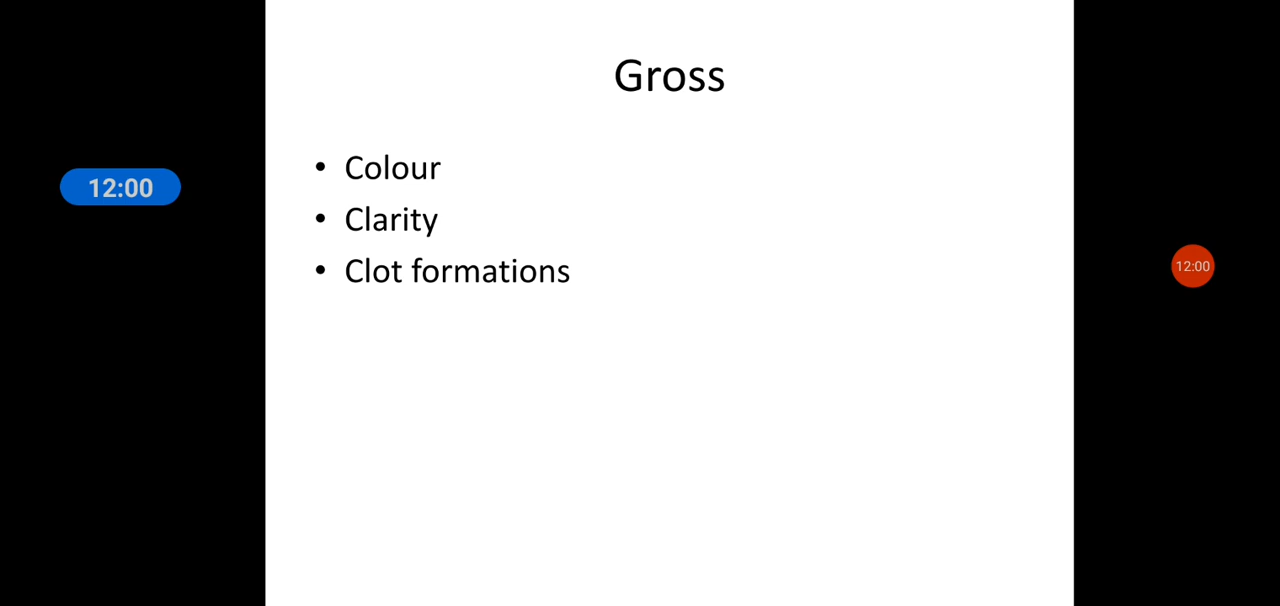 Gross
12:00
• Colour
• Clarity
• Clot formations
12:00